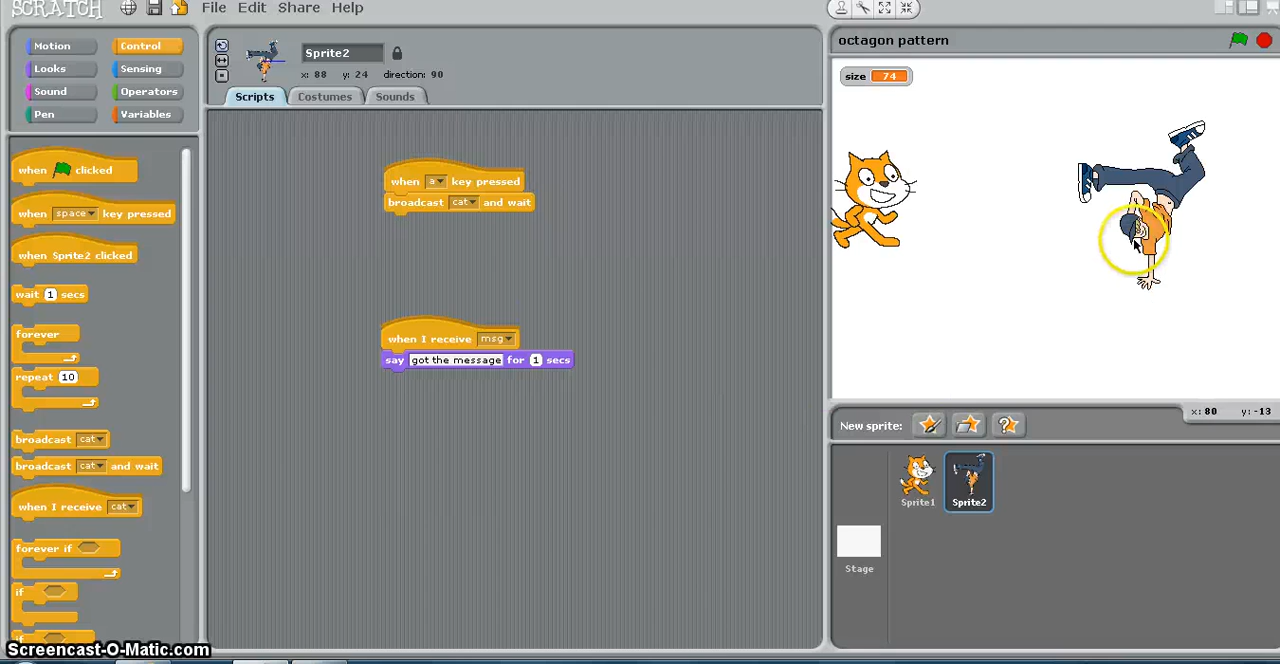 SCRATCH File Edit Share Help
Motion Control
Looks Sensing
Sound Operators
Pen Variables
when clicked
when space key pressed
when Sprite2 clicked
wait 1 secs
forever
repeat 10
broadcast cat
broadcast cat and wait
when I receive cat
forever if
if
if
Sprite2
x: 88 y: 24 direction: 90
Scripts Costumes Sounds
when a key pressed
broadcast cat and wait
when I receive msg
say got the message for 1 secs
octagon pattern
size 74
x: 80 y: -13
New sprite:
Sprite1 Sprite2
Stage
Screencast-O-Matic.com